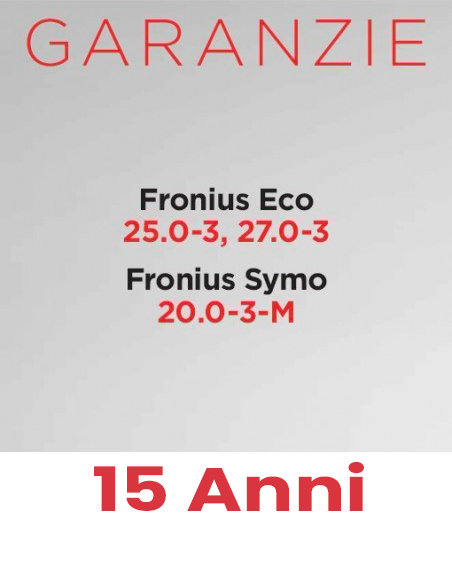 GARANZIE
Fronius Eco
25.0-3, 27.0-3
Fronius Symo
20.0-3-M
15 Anni